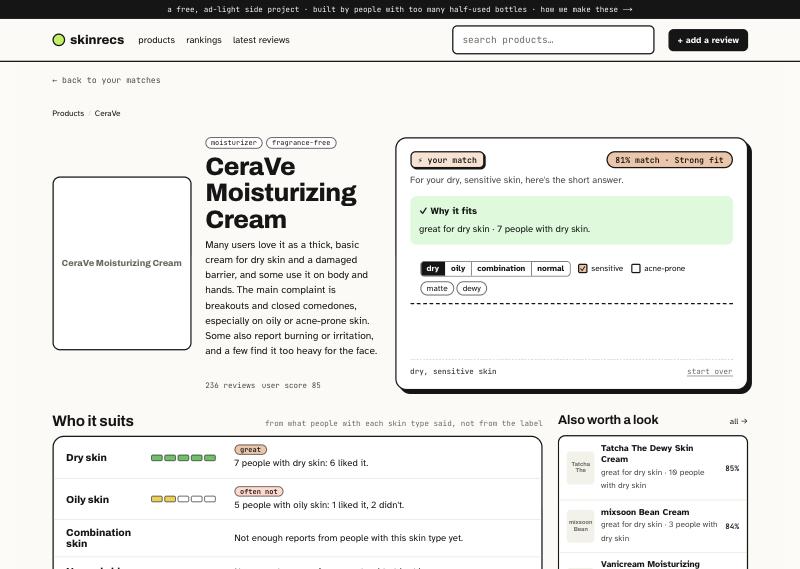 a free, ad-light side project · built by people with too many half-used bottles · how we make these →
skinrecs
products
rankings
latest reviews
search products…
+ add a review
← back to your matches
Products / CeraVe
CeraVe Moisturizing Cream
moisturizer
fragrance-free
CeraVe
Moisturizing
Cream
Many users love it as a thick, basic
cream for dry skin and a damaged
barrier, and some use it on body and
hands. The main complaint is
breakouts and closed comedones,
especially on oily or acne-prone skin.
Some also report burning or irritation,
and a few find it too heavy for the face.
236 reviews user score 85
⚡ your match
81% match · Strong fit
For your dry, sensitive skin, here's the short answer.
✓ Why it fits
great for dry skin · 7 people with dry skin.
dry
oily
combination
normal
sensitive
acne-prone
matte
dewy
dry, sensitive skin
start over
Who it suits
from what people with each skin type said, not from the label
Dry skin
great
7 people with dry skin: 6 liked it.
Oily skin
often not
5 people with oily skin: 1 liked it, 2 didn't.
Combination
skin
Not enough reports from people with this skin type yet.
Also worth a look
all →
Tatcha
The
Tatcha The Dewy Skin
Cream
great for dry skin · 10 people
with dry skin
85%
mixsoon
Bean
mixsoon Bean Cream
great for dry skin · 3 people with
dry skin
84%
Vanicream Moisturizing